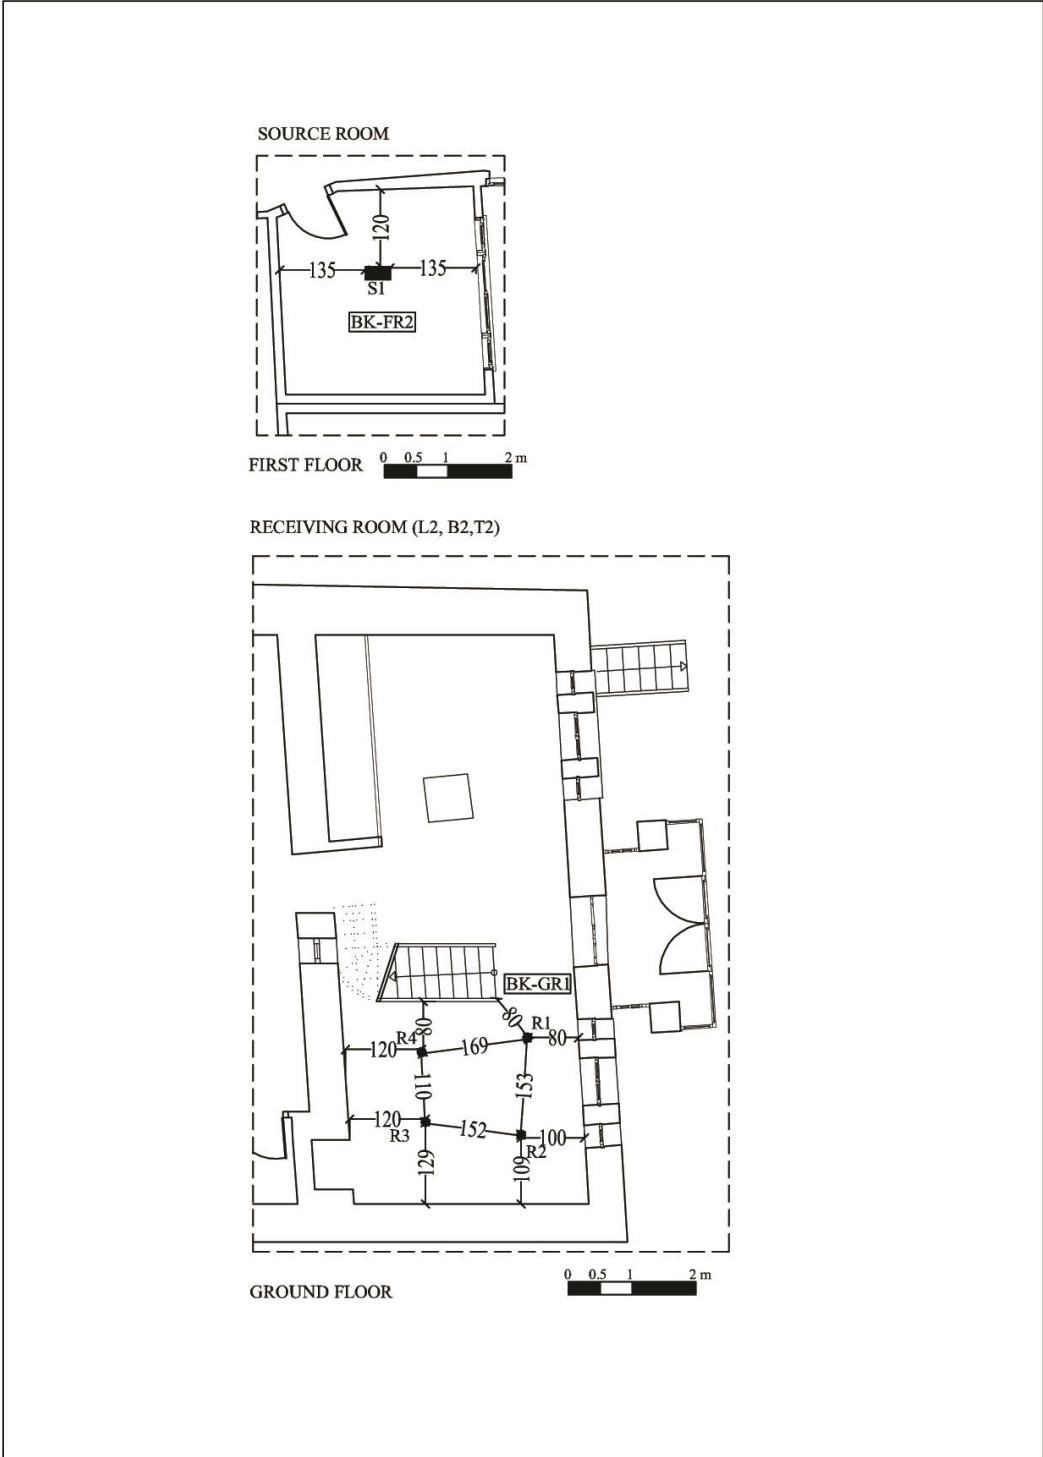 SOURCE ROOM
120
135
135
S1
BK-FR2
FIRST FLOOR
0 0.5 1 2 m
RECEIVING ROOM (L2, B2,T2)
BK-GR1
80
80
R1
R4
169
80
120
110
153
120
R3
152
100
R2
129
109
GROUND FLOOR
0 0.5 1 2 m